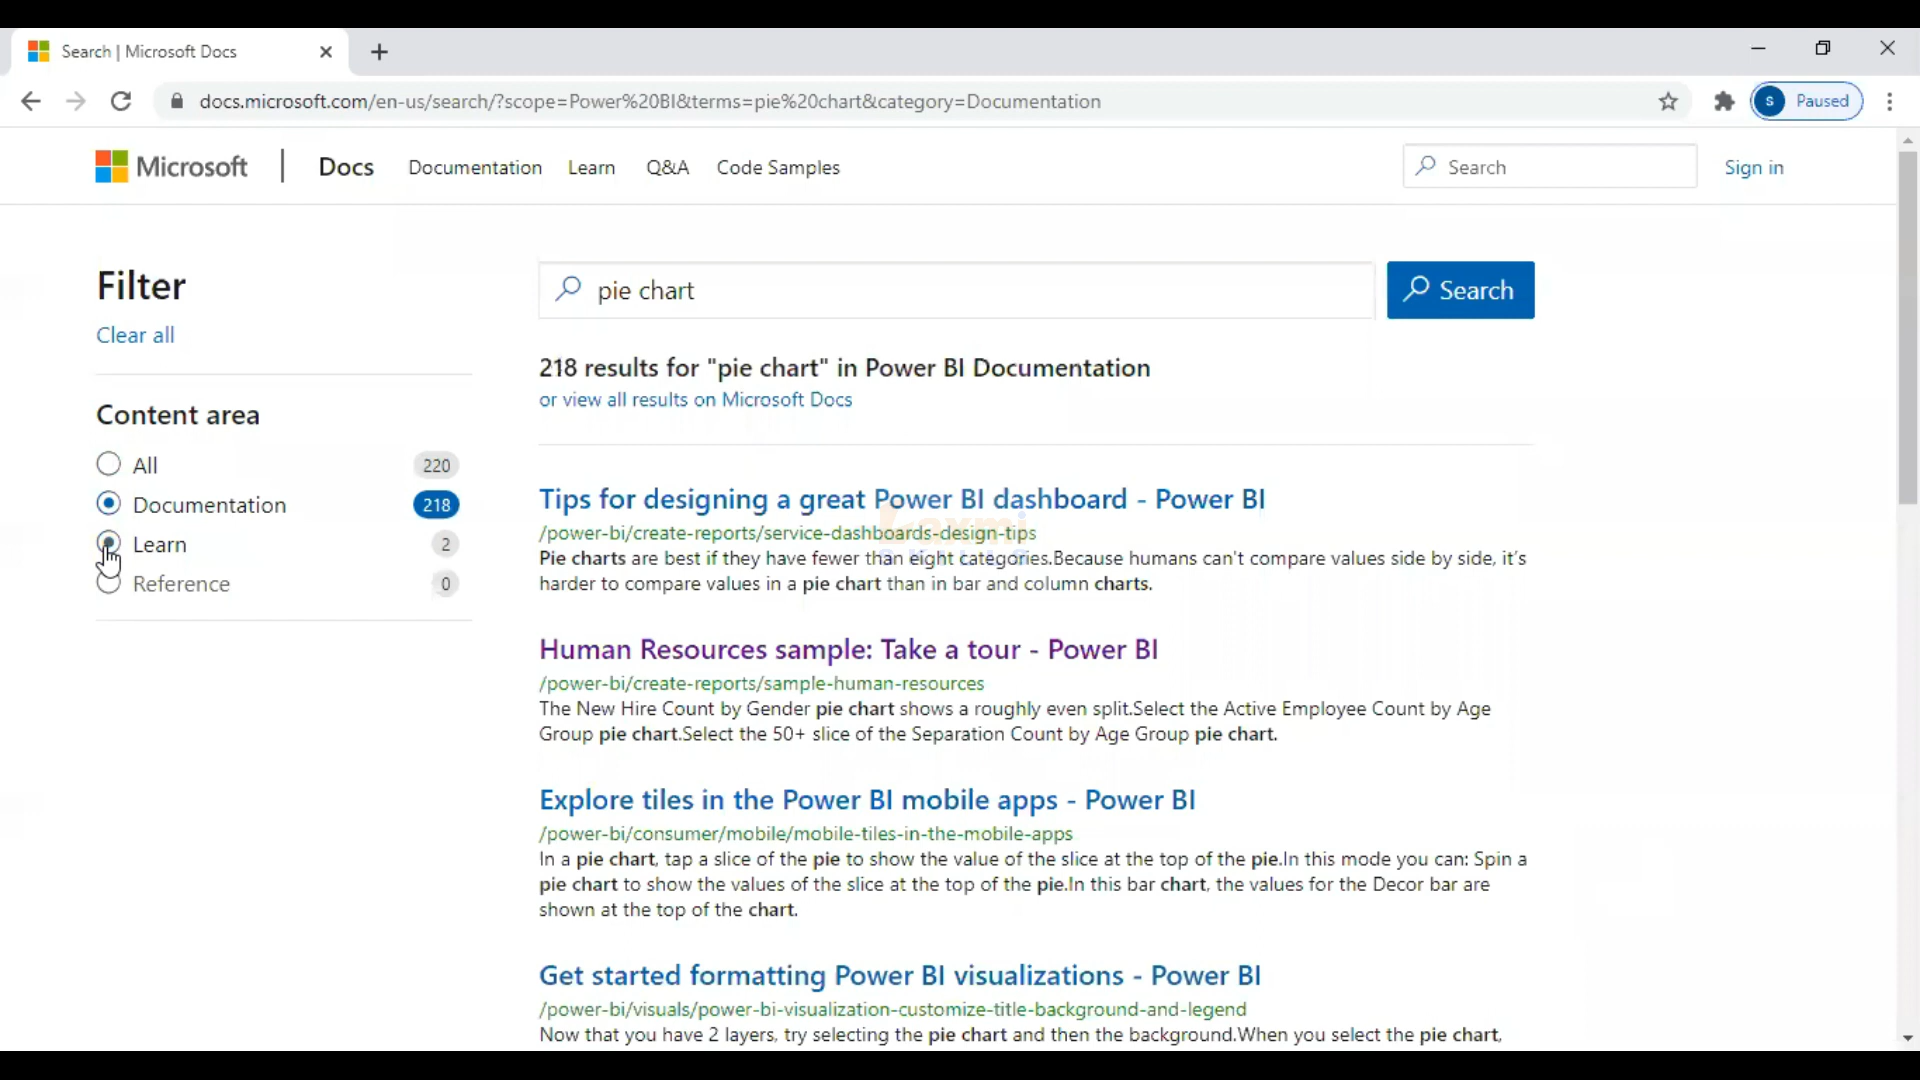 Search | Microsoft Docs
docs.microsoft.com/en-us/search/?scope=Power%20BI&terms=pie%20chart&category=Documentation
S Paused
Microsoft Docs Documentation Learn Q&A Code Samples Search Sign in
Filter
Clear all
Content area
All 220
Documentation 218
Learn 2
Reference 0
pie chart Search
218 results for "pie chart" in Power BI Documentation
or view all results on Microsoft Docs
Tips for designing a great Power BI dashboard - Power BI
/power-bi/create-reports/service-dashboards-design-tips
Pie charts are best if they have fewer than eight categories.Because humans can't compare values side by side, it's
harder to compare values in a pie chart than in bar and column charts.
Human Resources sample: Take a tour - Power BI
/power-bi/create-reports/sample-human-resources
The New Hire Count by Gender pie chart shows a roughly even split.Select the Active Employee Count by Age
Group pie chart.Select the 50+ slice of the Separation Count by Age Group pie chart.
Explore tiles in the Power BI mobile apps - Power BI
/power-bi/consumer/mobile/mobile-tiles-in-the-mobile-apps
In a pie chart, tap a slice of the pie to show the value of the slice at the top of the pie.In this mode you can: Spin a
pie chart to show the values of the slice at the top of the pie.In this bar chart, the values for the Decor bar are
shown at the top of the chart.
Get started formatting Power BI visualizations - Power BI
/power-bi/visuals/power-bi-visualization-customize-title-background-and-legend
Now that you have 2 layers, try selecting the pie chart and then the background.When you select the pie chart,